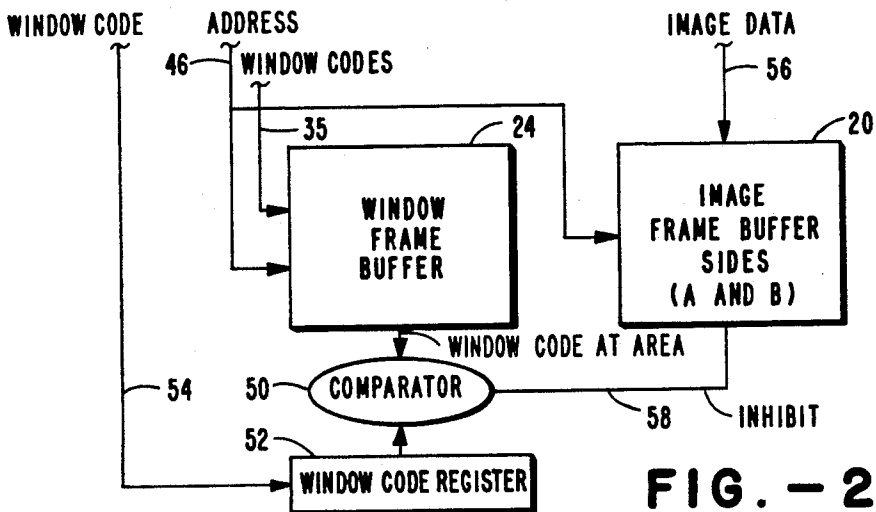 WINDOW CODE
ADDRESS
IMAGE DATA
46
WINDOW CODES
56
35
24
20
WINDOW
FRAME
BUFFER
IMAGE
FRAME BUFFER
SIDES
(A AND B)
WINDOW CODE AT AREA
54
50
COMPARATOR
58
INHIBIT
52
WINDOW CODE REGISTER
FIG. - 2